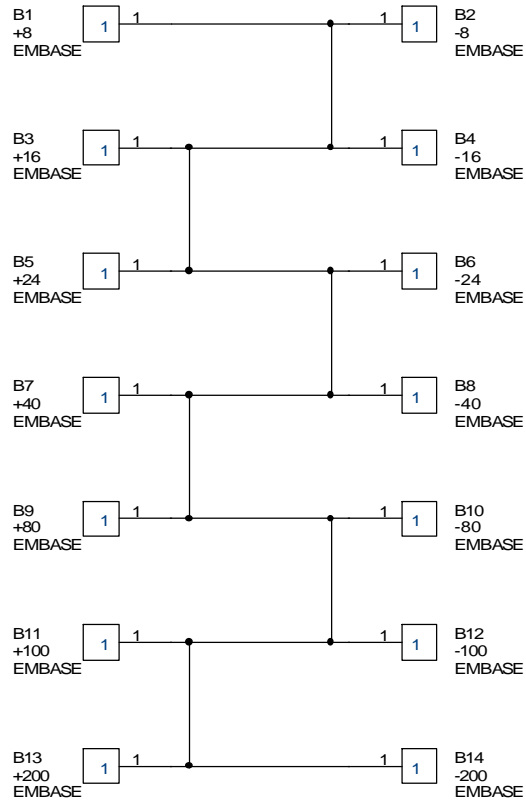 B1
+8
EMBASE
1
1
1
1
B2
-8
EMBASE
B3
+16
EMBASE
1
1
1
1
B4
-16
EMBASE
B5
+24
EMBASE
1
1
1
1
B6
-24
EMBASE
B7
+40
EMBASE
1
1
1
1
B8
-40
EMBASE
B9
+80
EMBASE
1
1
1
1
B10
-80
EMBASE
B11
+100
EMBASE
1
1
1
1
B12
-100
EMBASE
B13
+200
EMBASE
1
1
1
1
B14
-200
EMBASE